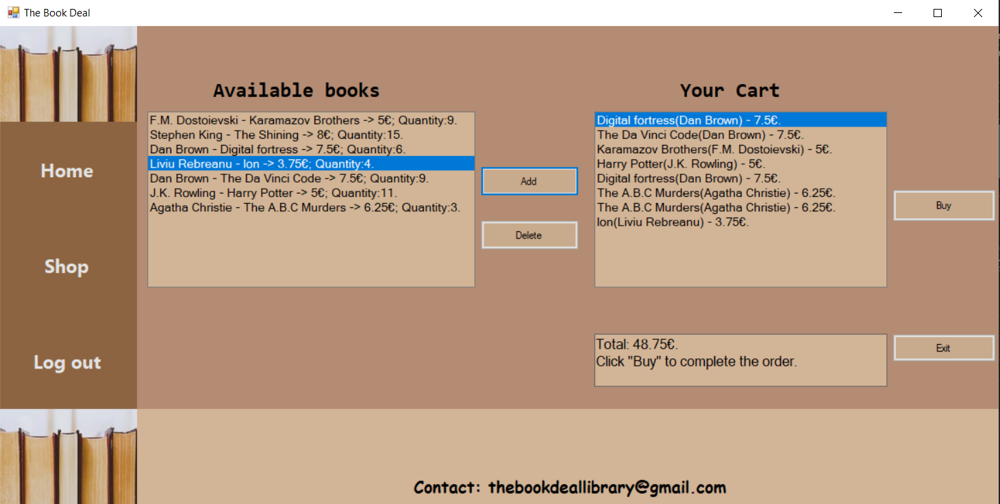 The Book Deal
Home
Shop
Log out
Available books
F.M. Dostoievski - Karamazov Brothers -> 5€; Quantity:9.
Stephen King - The Shining -> 8€; Quantity:15.
Dan Brown - Digital fortress -> 7.5€; Quantity:6.
Liviu Rebreanu - Ion -> 3.75€; Quantity:4.
Dan Brown - The Da Vinci Code -> 7.5€; Quantity:9.
J.K. Rowling - Harry Potter -> 5€; Quantity:11.
Agatha Christie - The A.B.C Murders -> 6.25€; Quantity:3.
Add
Delete
Your Cart
Digital fortress(Dan Brown) - 7.5€.
The Da Vinci Code(Dan Brown) - 7.5€.
Karamazov Brothers(F.M. Dostoievski) - 5€.
Harry Potter(J.K. Rowling) - 5€.
Digital fortress(Dan Brown) - 7.5€.
The A.B.C Murders(Agatha Christie) - 6.25€.
The A.B.C Murders(Agatha Christie) - 6.25€.
Ion(Liviu Rebreanu) - 3.75€.
Buy
Total: 48.75€.
Click "Buy" to complete the order.
Exit
Contact: thebookdeallibrary@gmail.com